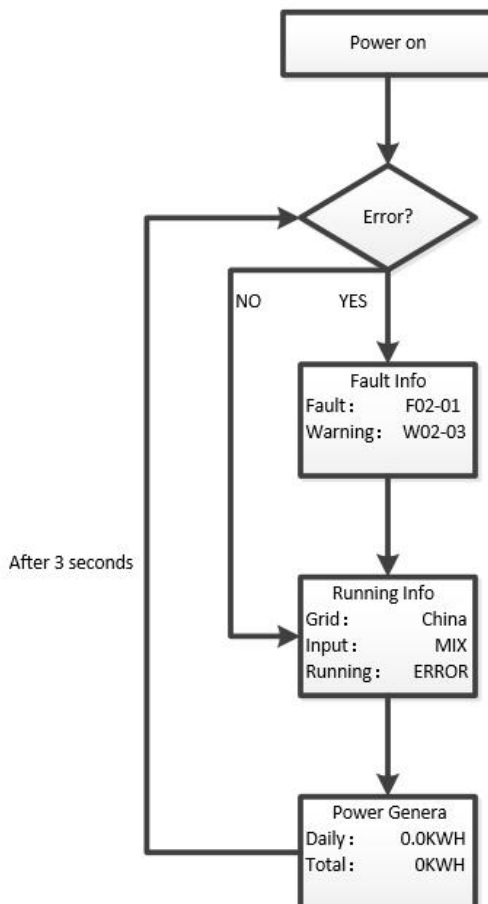 Power on
Error?
NO YES
Fault Info
Fault： F02-01
Warning： W02-03
After 3 seconds
Running Info
Grid： China
Input： MIX
Running： ERROR
Power Genera
Daily： 0.0KWH
Total： 0KWH